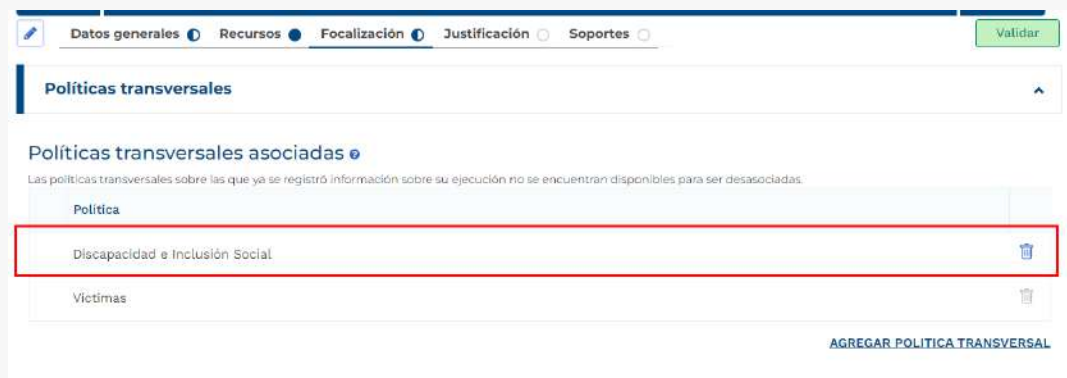 Datos generales Recursos Focalización Justificación Soportes Validar
Políticas transversales
Políticas transversales asociadas ?
Las políticas transversales sobre las que ya se registró información sobre su ejecución no se encuentran disponibles para ser desasociadas.
Política
Discapacidad e Inclusión Social
Víctimas
AGREGAR POLITICA TRANSVERSAL